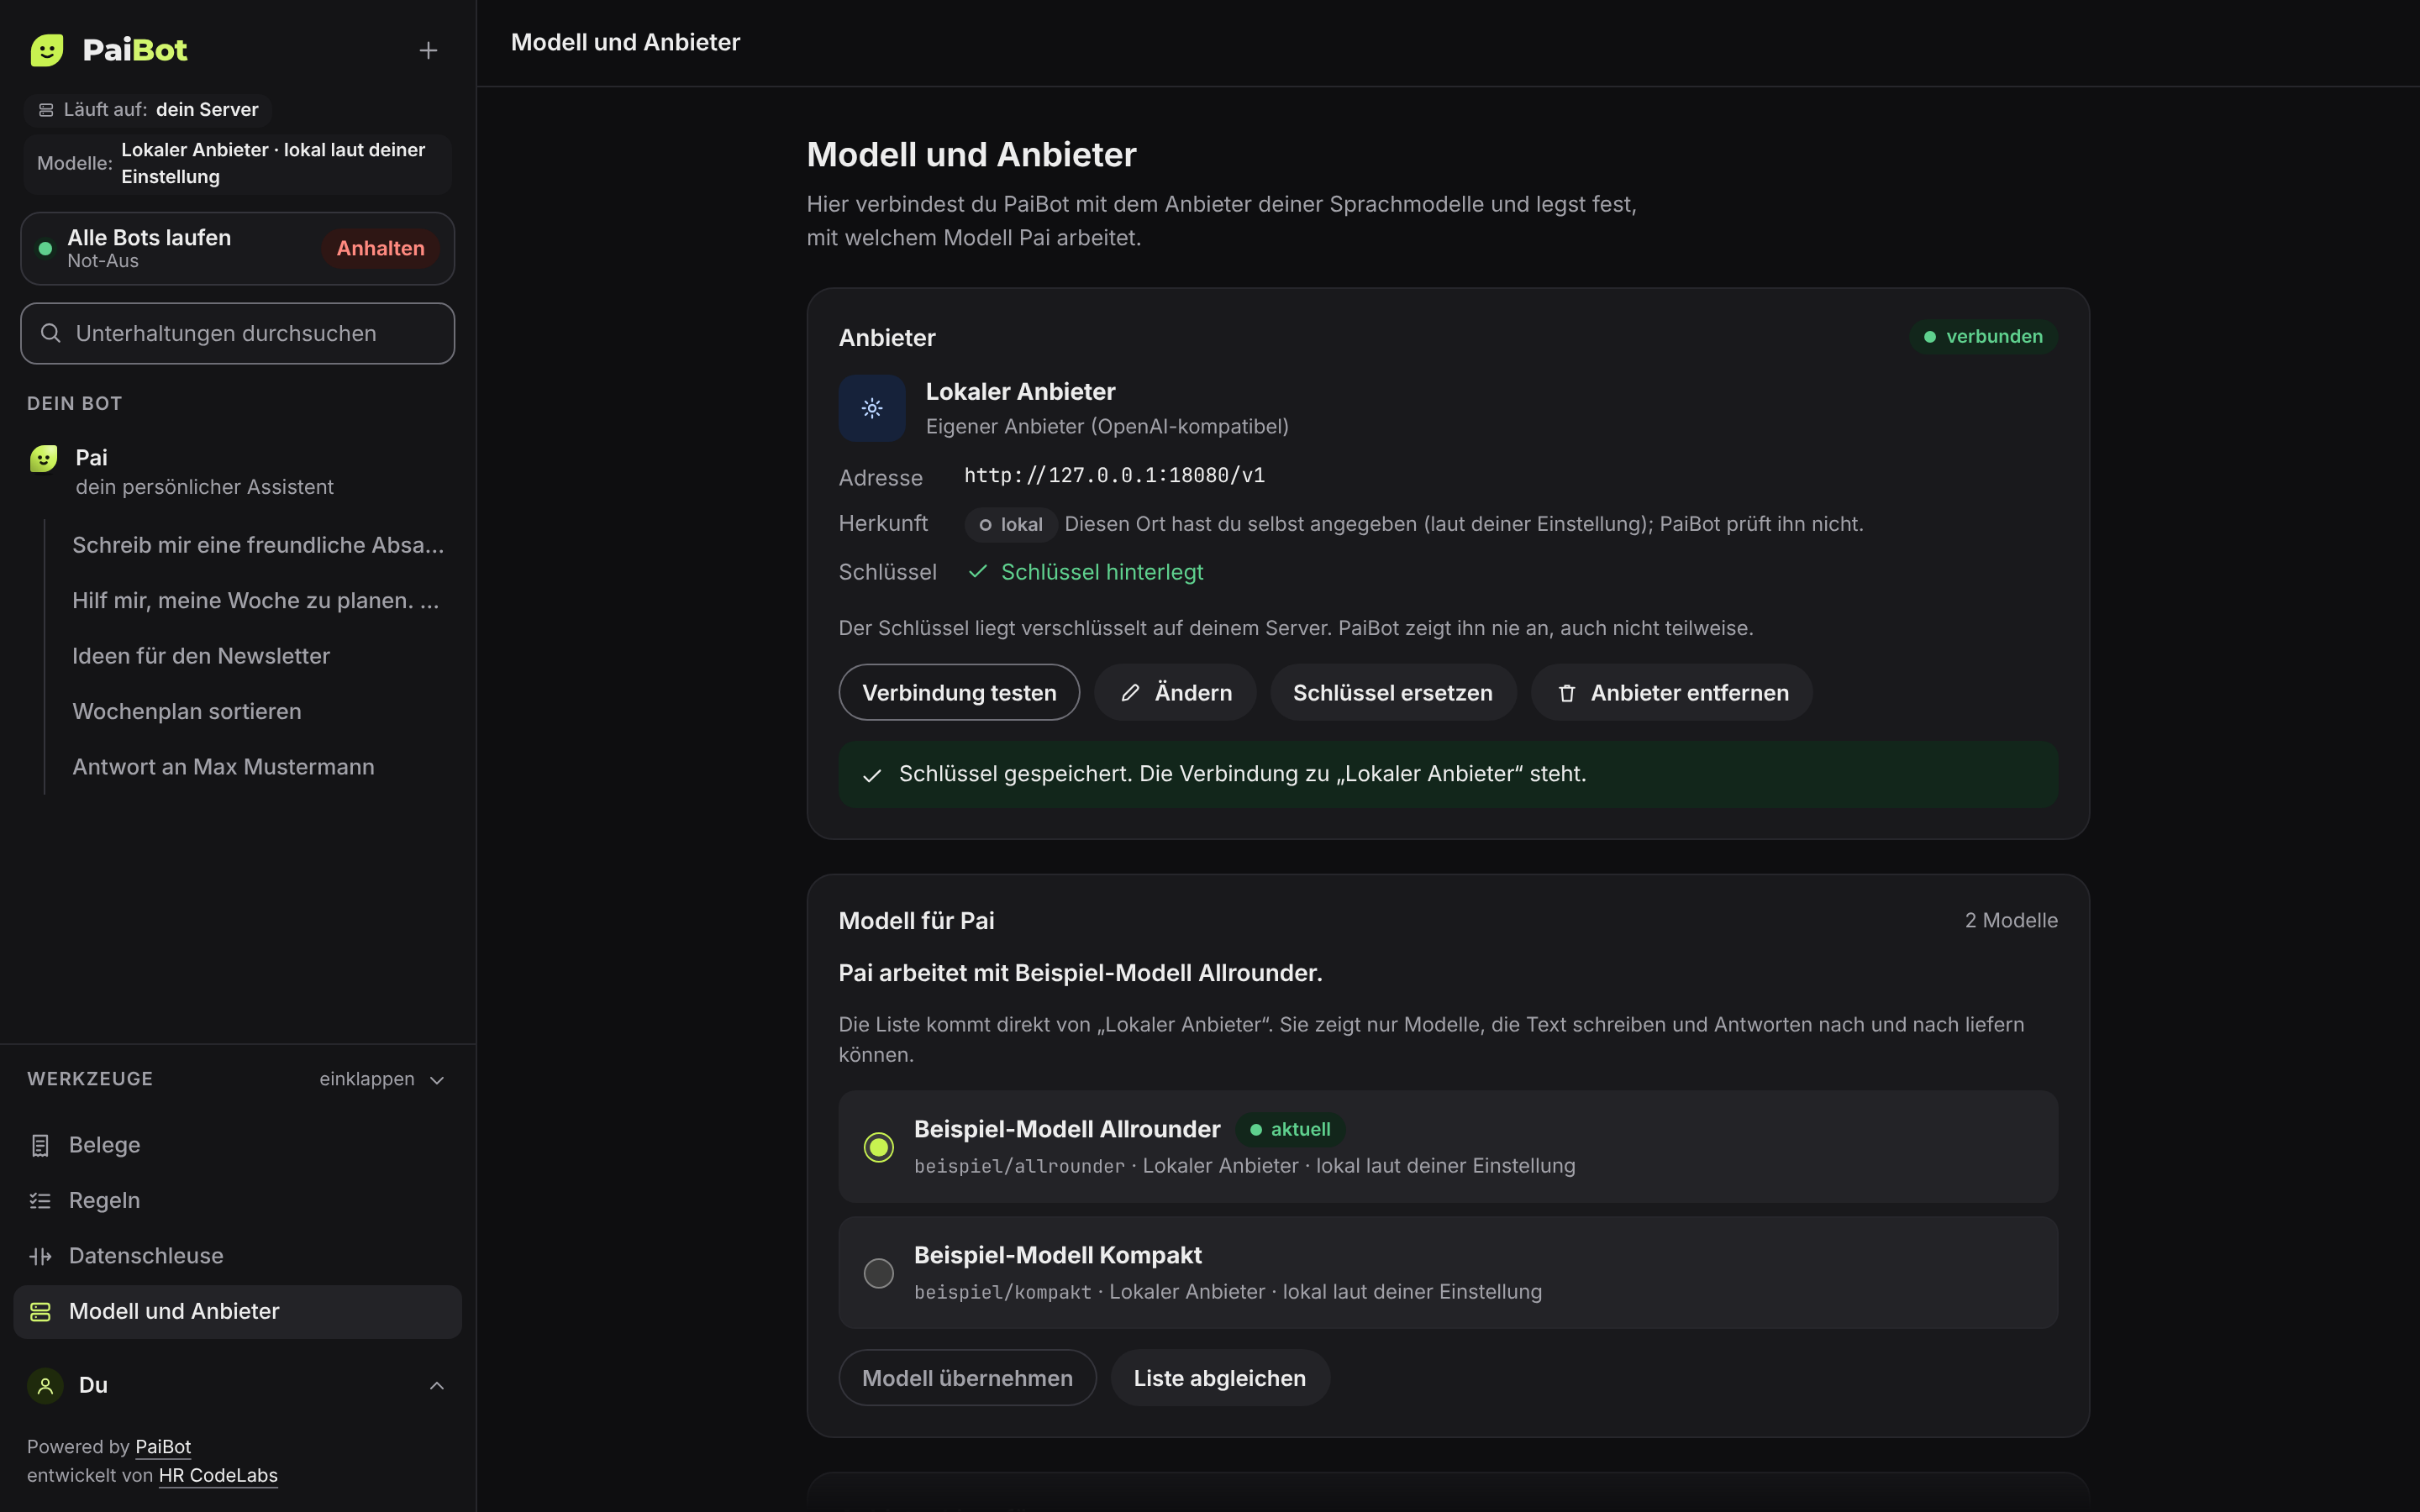 PaiBot
Läuft auf: dein Server
Modelle: Lokaler Anbieter · lokal laut deiner
Einstellung
Alle Bots laufen
Not-Aus
Anhalten
Unterhaltungen durchsuchen
DEIN BOT
Pai
dein persönlicher Assistent
Schreib mir eine freundliche Absa...
Hilf mir, meine Woche zu planen. ...
Ideen für den Newsletter
Wochenplan sortieren
Antwort an Max Mustermann
WERKZEUGE
einklappen
Belege
Regeln
Datenschleuse
Modell und Anbieter
Du
Powered by PaiBot
entwickelt von HR CodeLabs
Modell und Anbieter
Modell und Anbieter
Hier verbindest du PaiBot mit dem Anbieter deiner Sprachmodelle und legst fest,
mit welchem Modell Pai arbeitet.
Anbieter
verbunden
Lokaler Anbieter
Eigener Anbieter (OpenAI-kompatibel)
Adresse http://127.0.0.1:18080/v1
Herkunft lokal Diesen Ort hast du selbst angegeben (laut deiner Einstellung); PaiBot prüft ihn nicht.
Schlüssel Schlüssel hinterlegt
Der Schlüssel liegt verschlüsselt auf deinem Server. PaiBot zeigt ihn nie an, auch nicht teilweise.
Verbindung testen Ändern Schlüssel ersetzen Anbieter entfernen
Schlüssel gespeichert. Die Verbindung zu „Lokaler Anbieter“ steht.
Modell für Pai
2 Modelle
Pai arbeitet mit Beispiel-Modell Allrounder.
Die Liste kommt direkt von „Lokaler Anbieter“. Sie zeigt nur Modelle, die Text schreiben und Antworten nach und nach liefern
können.
Beispiel-Modell Allrounder aktuell
beispiel/allrounder · Lokaler Anbieter · lokal laut deiner Einstellung
Beispiel-Modell Kompakt
beispiel/kompakt · Lokaler Anbieter · lokal laut deiner Einstellung
Modell übernehmen Liste abgleichen